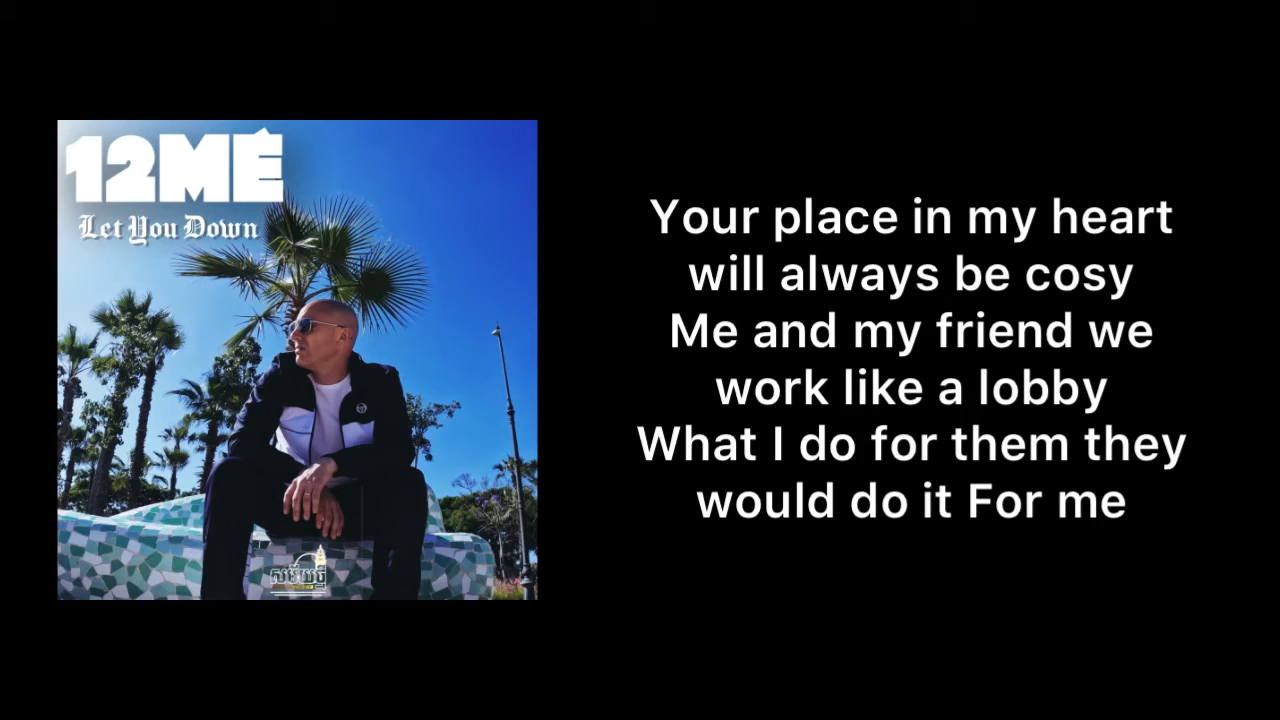 12MÉ
Let You Down
Your place in my heart
will always be cosy
Me and my friend we
work like a lobby
What I do for them they
would do it For me